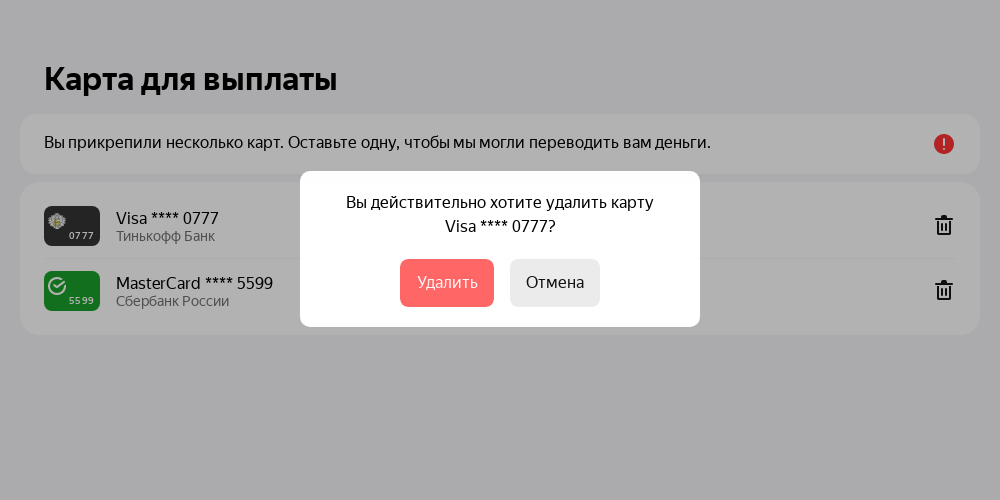 Карта для выплаты
Вы прикрепили несколько карт. Оставьте одну, чтобы мы могли переводить вам деньги.
Вы действительно хотите удалить карту
Visa **** 0777?
Удалить
Отмена
0777
Visa **** 0777
Тинькофф Банк
5599
MasterCard **** 5599
Сбербанк России